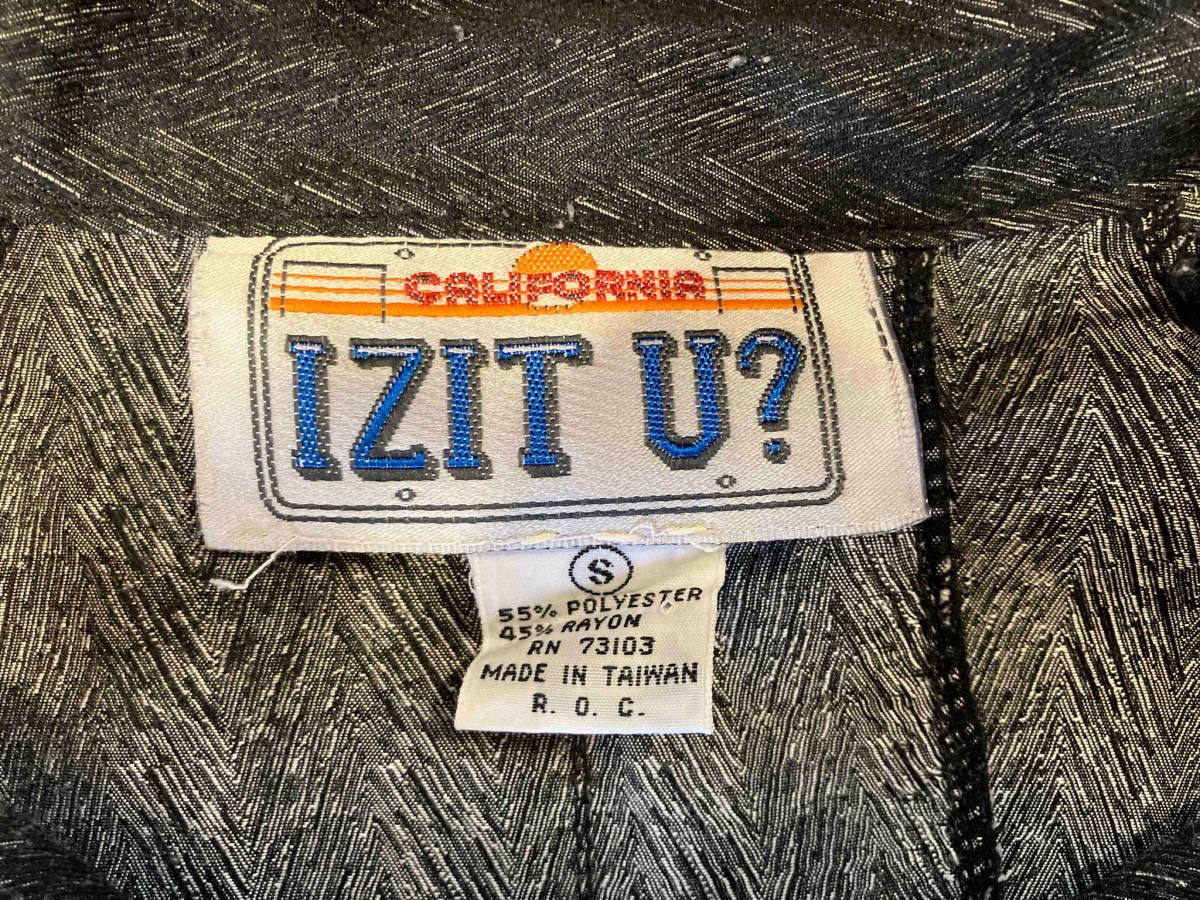 CALIFORNIA
IZIT U?
S
55% POLYESTER
45% RAYON
RN 73103
MADE IN TAIWAN
R. O. C.